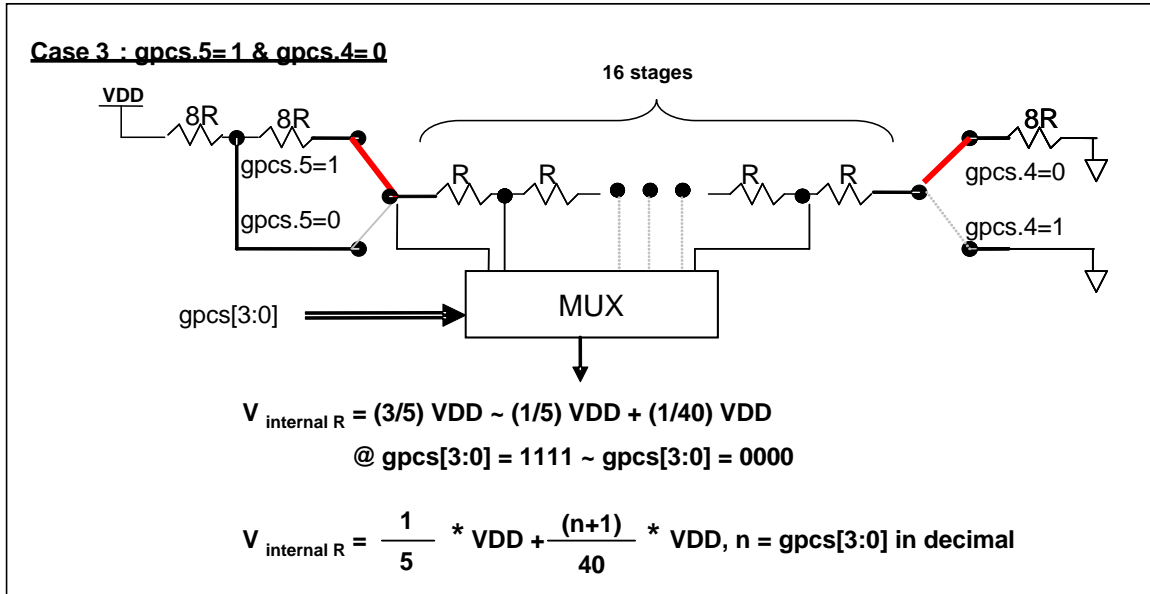 Case 3 : gpcs.5= 1 & gpcs.4= 0
16 stages
VDD
8R
8R
8R
gpcs.5=1
gpcs.4=0
R
R
R
R
gpcs.5=0
gpcs.4=1
MUX
gpcs[3:0]
V internal R = (3/5) VDD ~ (1/5) VDD + (1/40) VDD
@ gpcs[3:0] = 1111 ~ gpcs[3:0] = 0000
V internal R = 1/5 * VDD + (n+1)/40 * VDD, n = gpcs[3:0] in decimal